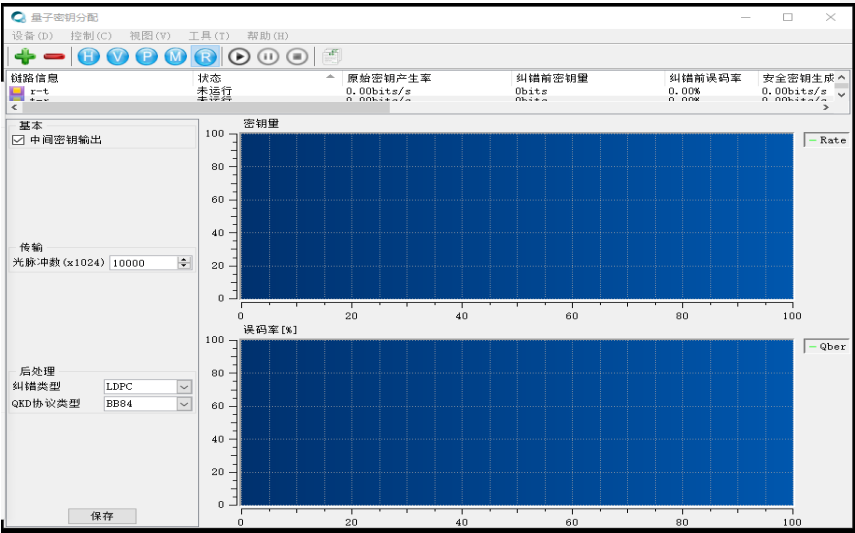 量子密钥分配
设备(D) 控制(C) 视图(V) 工具(T) 帮助(H)
H V P M R
链路信息 状态 原始密钥产生率 纠错前密钥量 纠错前误码率 安全密钥生成
r-t 未运行 0.00bits/s 0bits 0.00% 0.00bits/s
基本
中间密钥输出
传输
光脉冲数(x1024) 10000
后处理
纠错类型 LDPC
QKD协议类型 BB84
保存
密钥量
100
80
60
40
20
0
0 20 40 60 80 100
Rate
误码率[%]
100
80
60
40
20
0
0 20 40 60 80 100
Qber